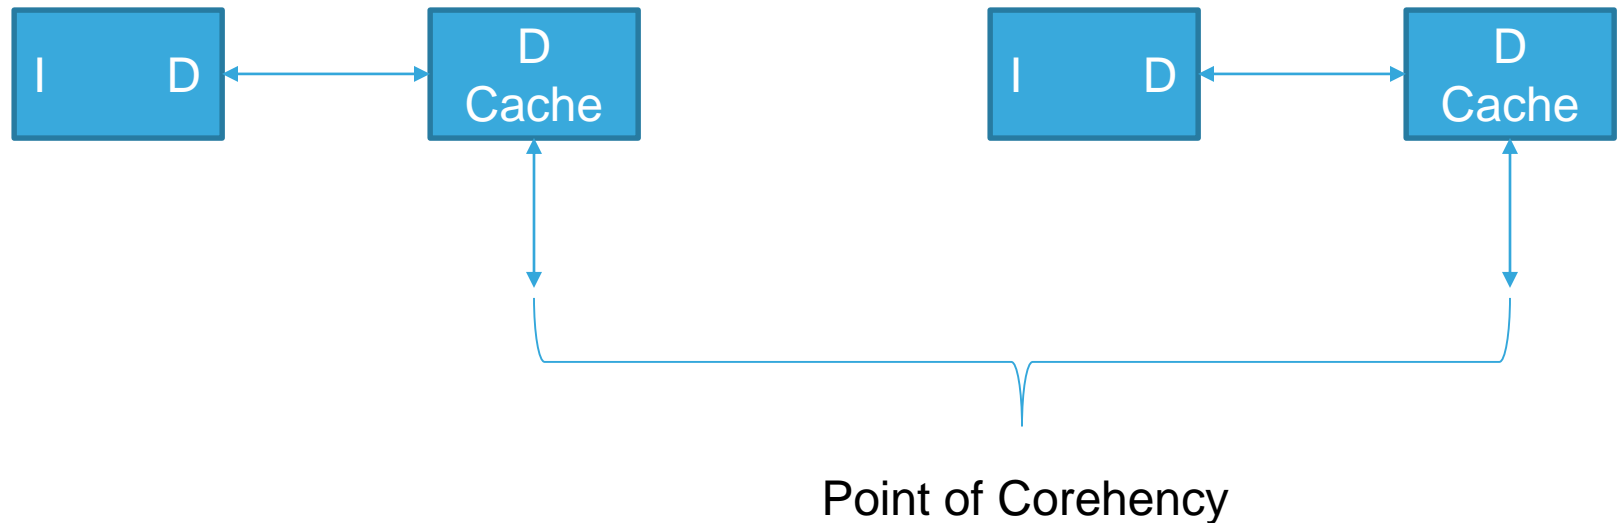 I D
D
Cache
I D
D
Cache
Point of Corehency